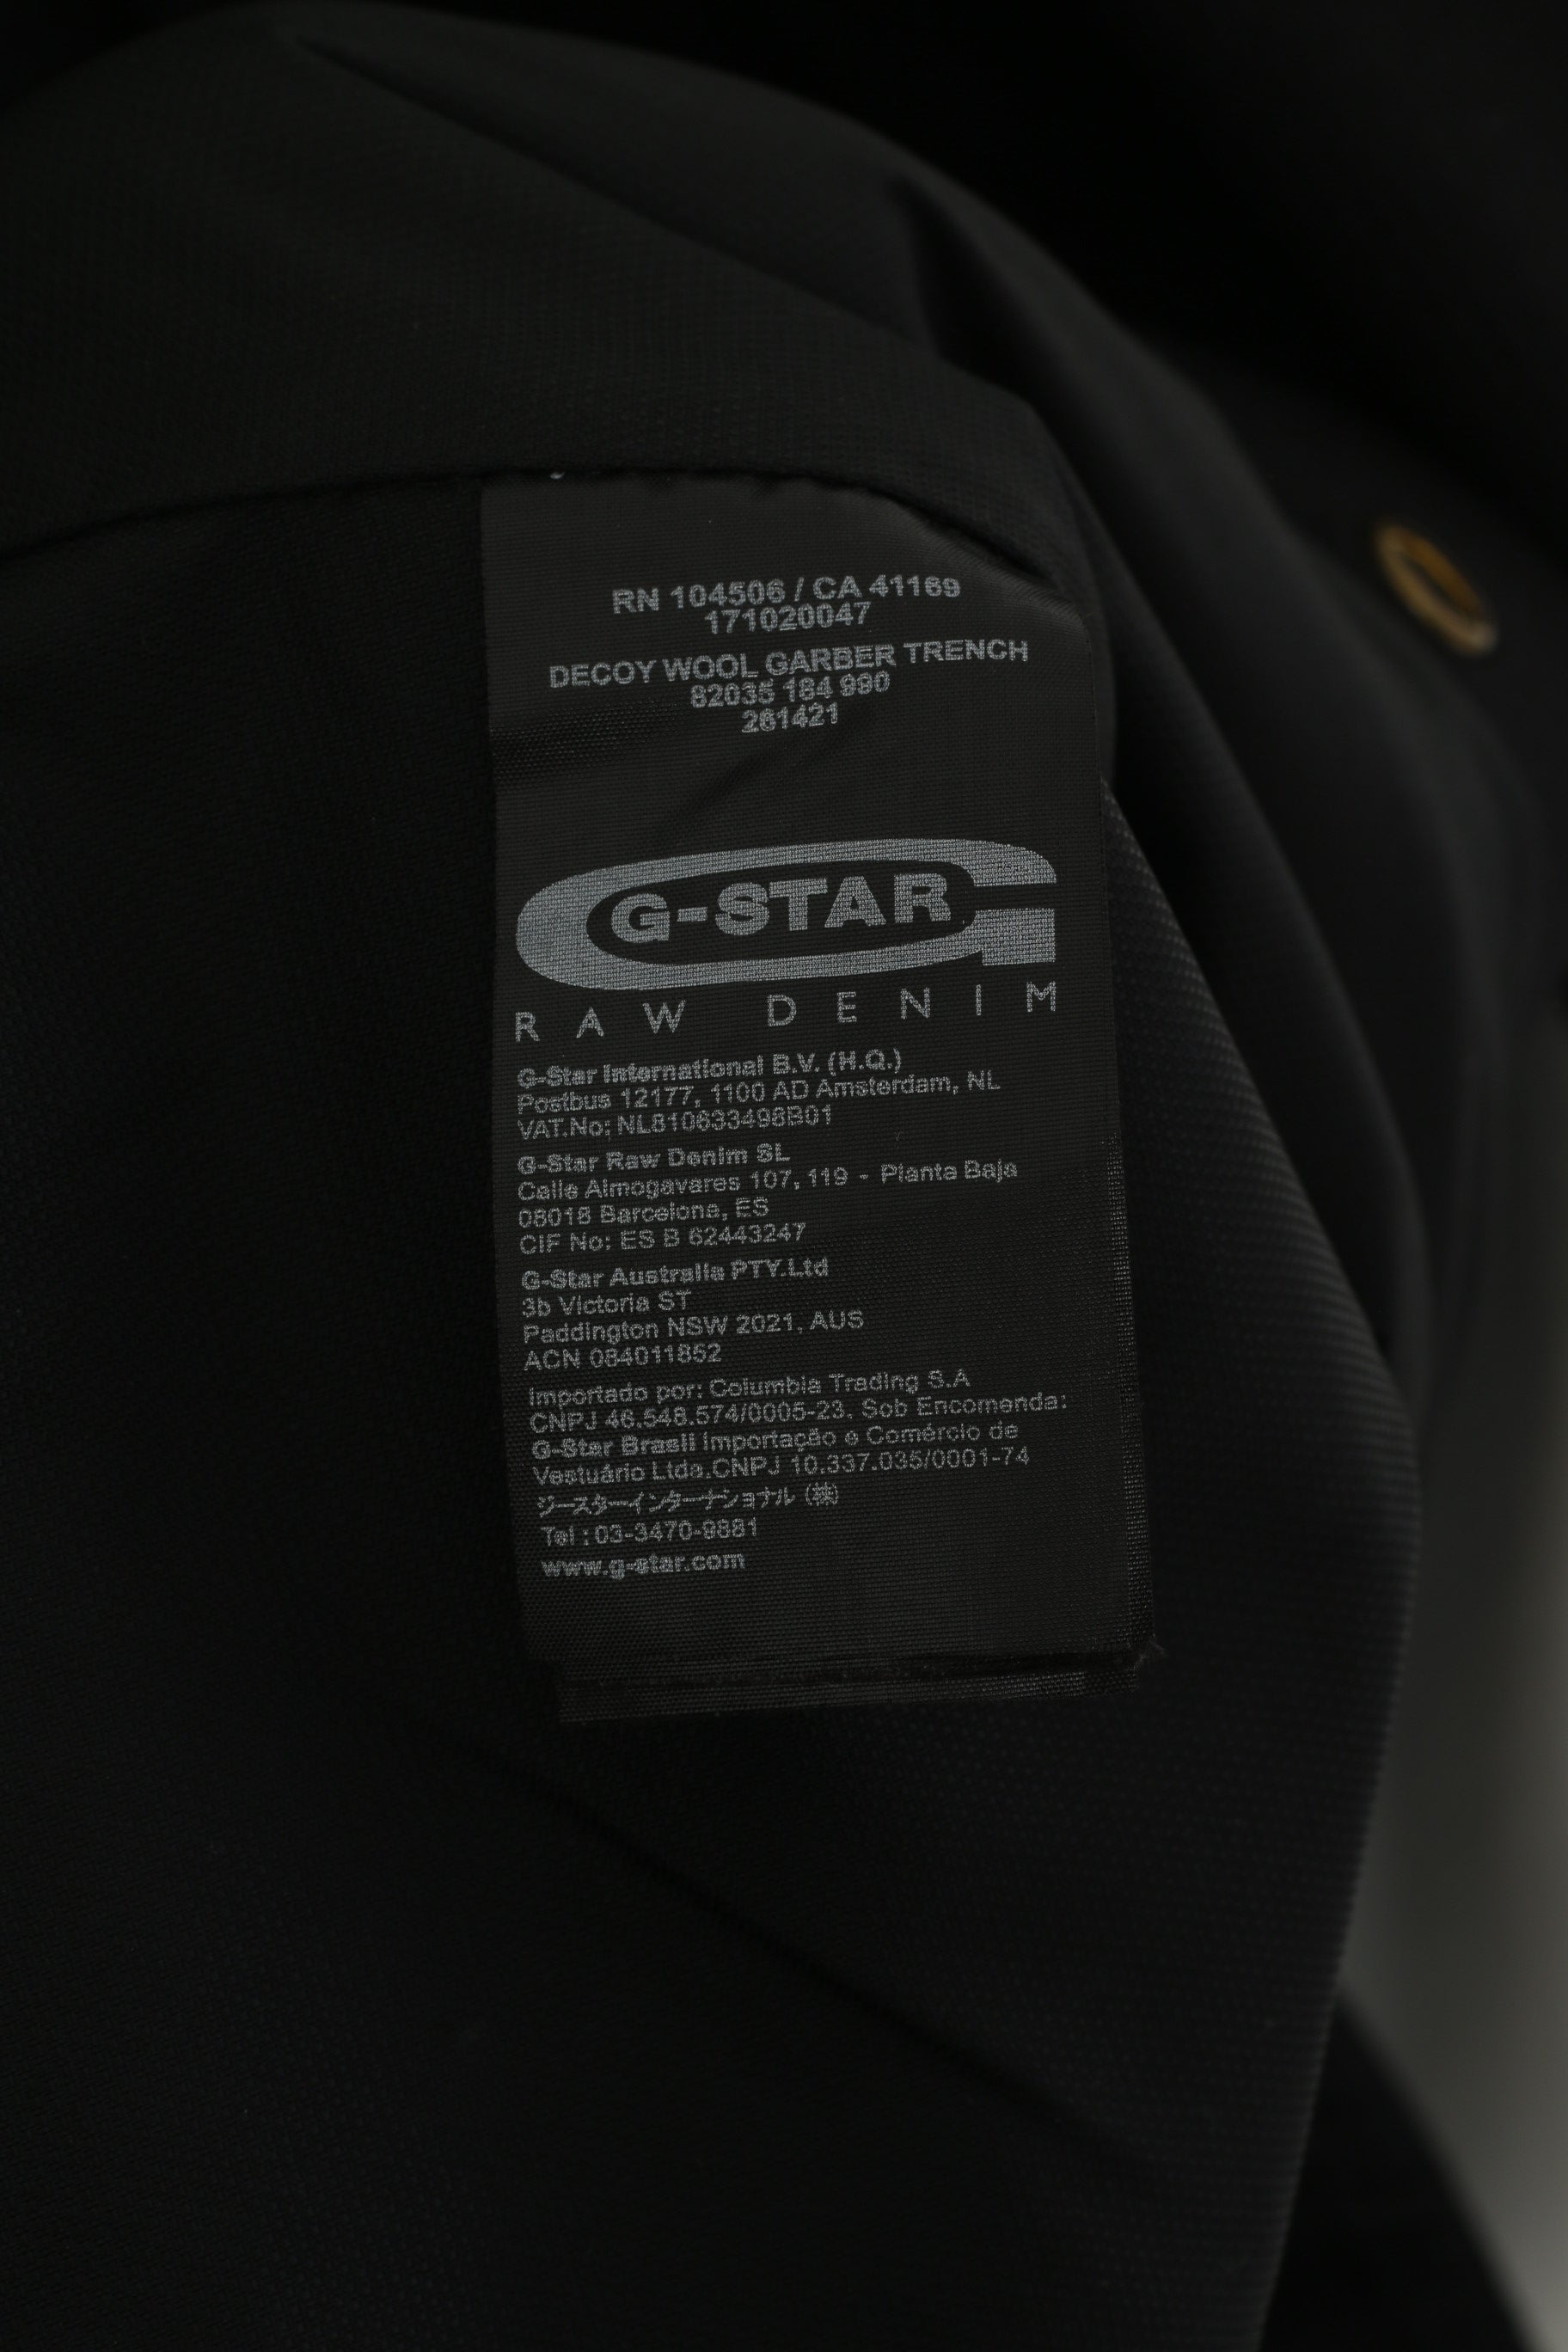 RN 104506 / CA 41169
171020047
DECOY WOOL GARBER TRENCH
82035 184 990
261421
G-STAR
RAW DENIM
G-Star International B.V. (H.Q.)
Postbus 12177, 1100 AD Amsterdam, NL
VAT.No: NL810633498B01
G-Star Raw Denim SL
Calle Almogavares 107, 119 - Planta Baja
08018 Barcelona, ES
CIF No: ES B 62443247
G-Star Australia PTY.Ltd
3b Victoria ST
Paddington NSW 2021, AUS
ACN 084011852
Importado por: Columbia Trading S.A
CNPJ 46.548.574/0005-23. Sob Encomenda:
G-Star Brasil Importação e Comércio de
Vestuário Ltda.CNPJ 10.337.035/0001-74
ジースターインターナショナル（株）
Tel : 03-3470-9881
www.g-star.com